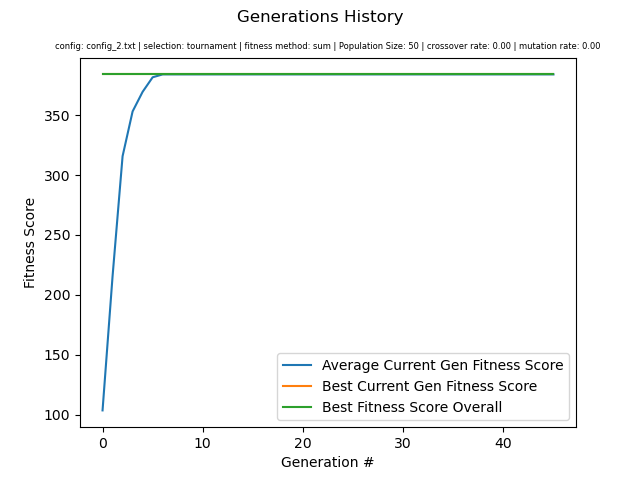 Generations History
config: config_2.txt | selection: tournament | fitness method: sum | Population Size: 50 | crossover rate: 0.00 | mutation rate: 0.00
Fitness Score
350
300
250
200
150
100
Average Current Gen Fitness Score
Best Current Gen Fitness Score
Best Fitness Score Overall
0 10 20 30 40
Generation #